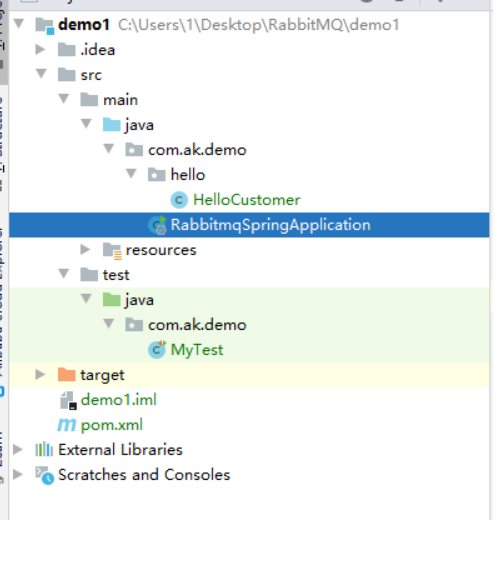 demo1 C:\Users\1\Desktop\RabbitMQ\demo1
.idea
src
main
java
com.ak.demo
hello
HelloCustomer
RabbitmqSpringApplication
resources
test
java
com.ak.demo
MyTest
target
demo1.iml
pom.xml
External Libraries
Scratches and Consoles